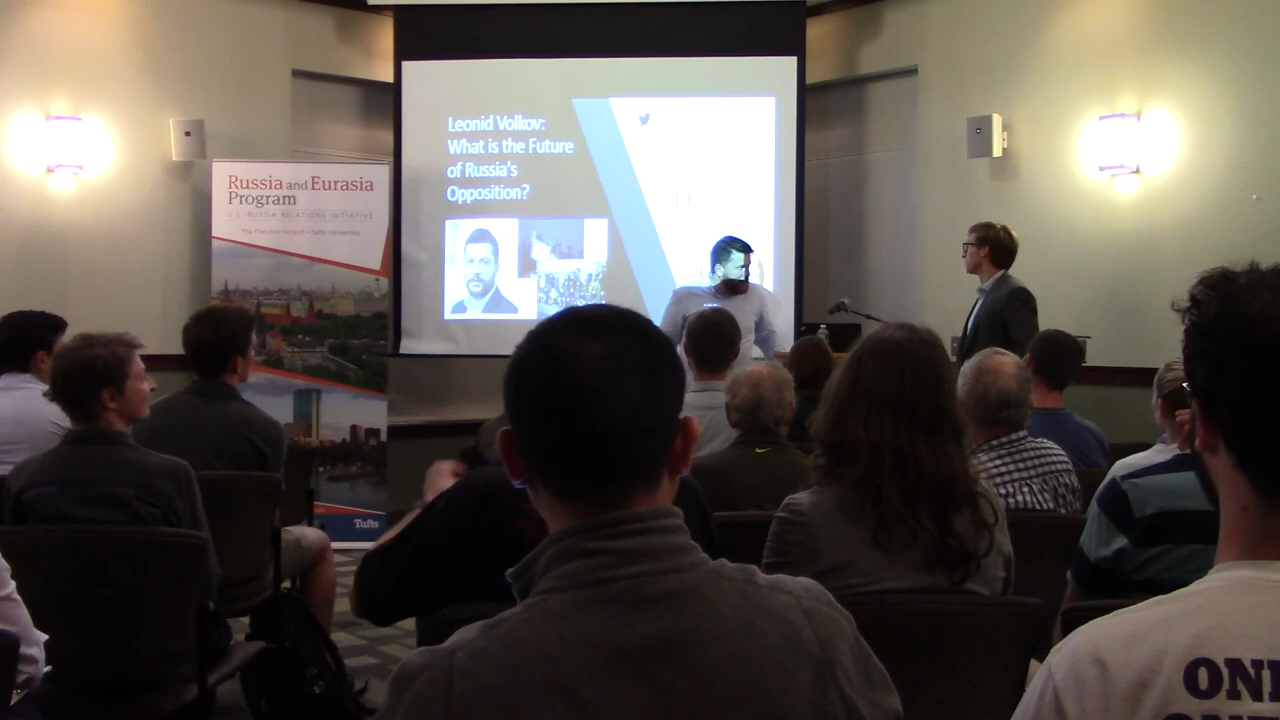 Leonid Volkov:
What is the Future
of Russia's
Opposition?
Russia and Eurasia
Program
U.S.-RUSSIA RELATIONS INITIATIVE
The Fletcher School • Tufts University
Tufts
ON